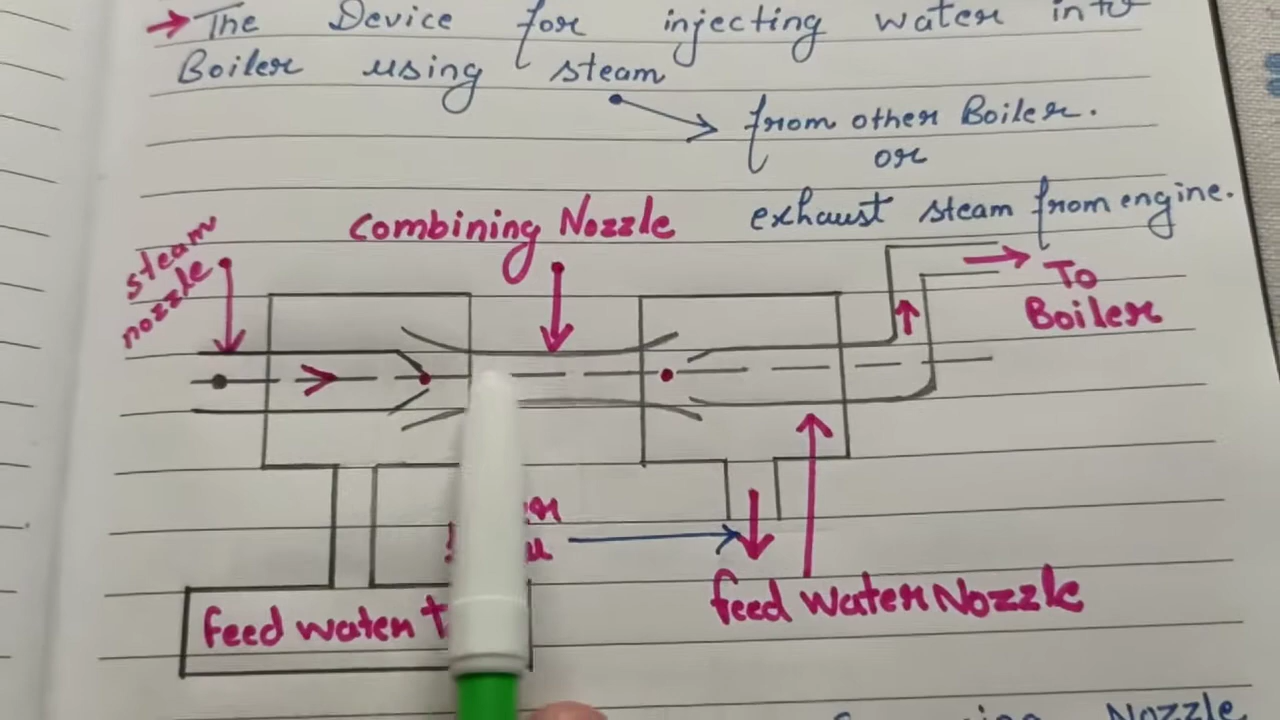 → The Device for injecting water into
Boiler using steam
from other Boiler.
or
exhaust steam from engine.
steam
nozzle
Combining Nozzle
To
Boiler
feed water Nozzle
feed water
Nozzle